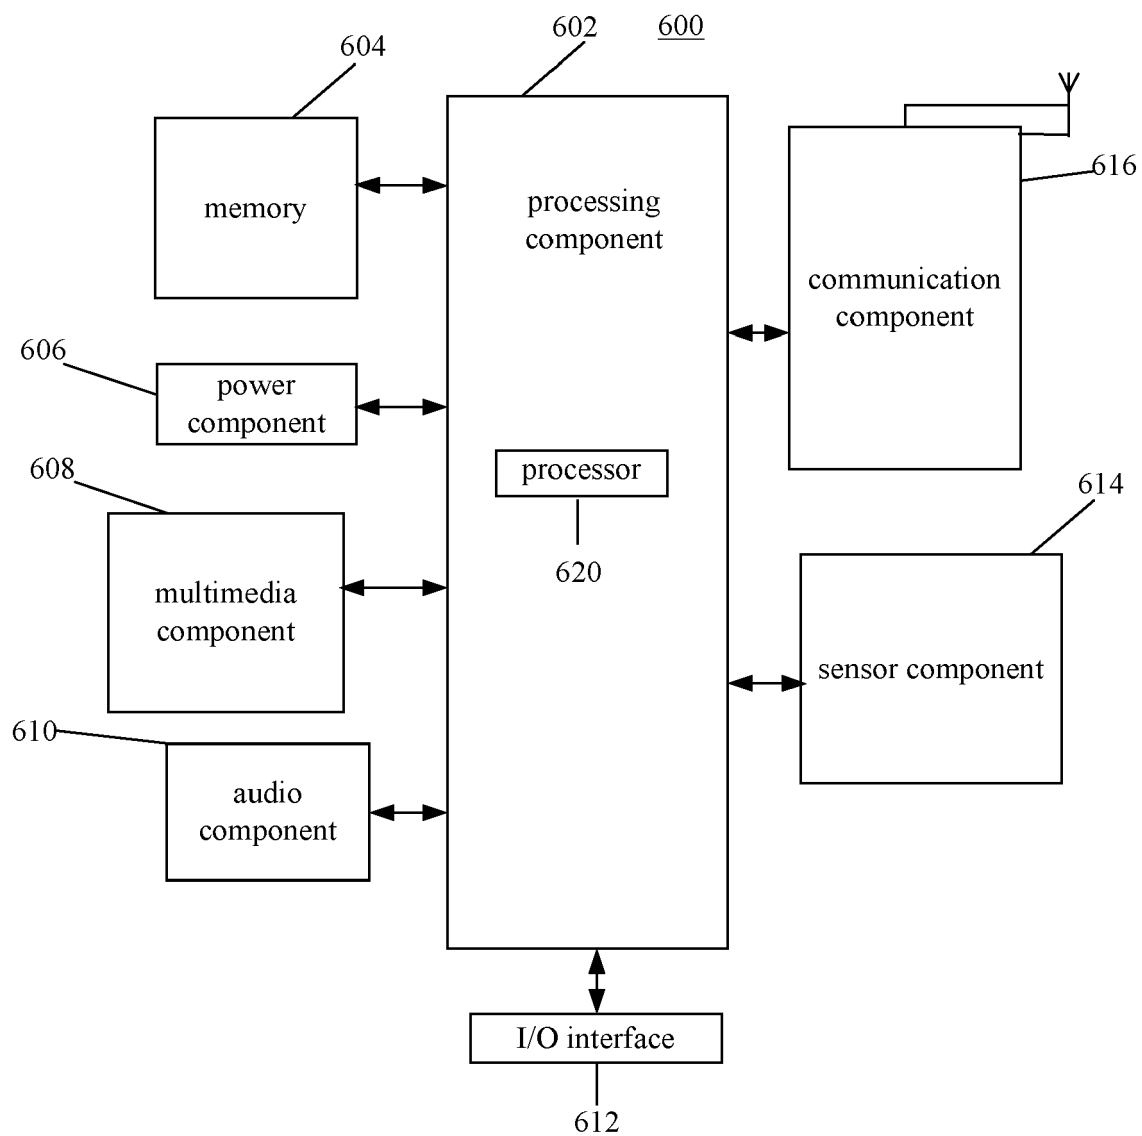 602
600
604
616
memory
processing
component
communication
component
606
power
component
608
processor
614
620
multimedia
component
sensor component
610
audio
component
I/O interface
612